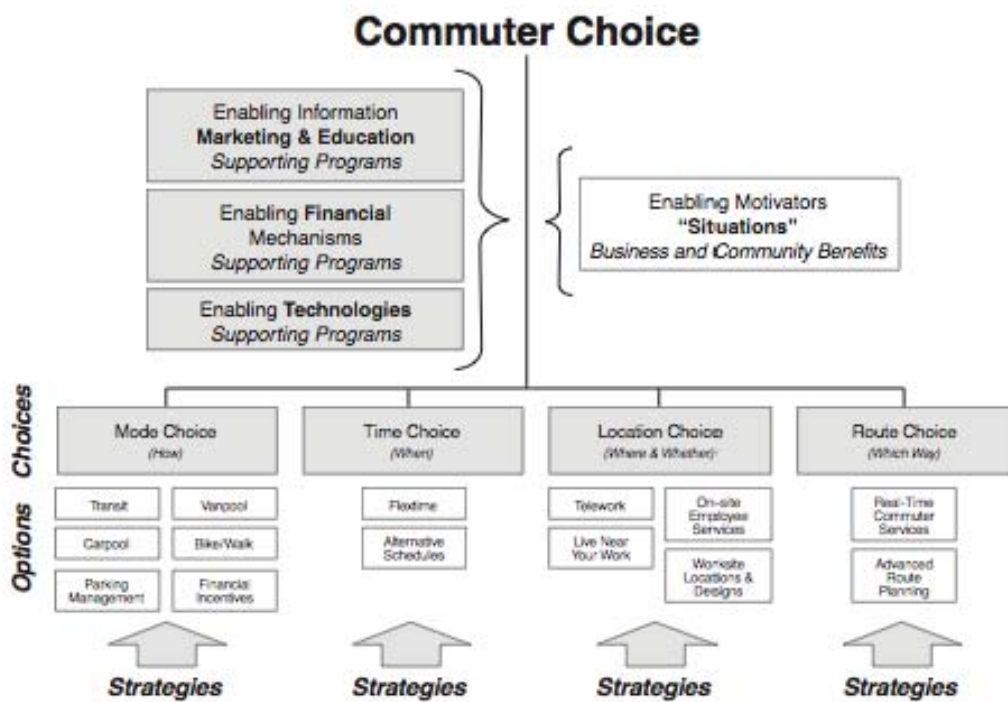 Commuter Choice
Enabling Information
Marketing & Education
Supporting Programs
Enabling Financial
Mechanisms
Supporting Programs
Enabling Technologies
Supporting Programs
Enabling Motivators
“Situations”
Business and Community Benefits
Choices
Mode Choice
(How)
Time Choice
(When)
Location Choice
(Where & Whether)
Route Choice
(Which Way)
Options
Transit
Vanpool
Carpool
Bike/Walk
Parking
Management
Financial
Incentives
Flextime
Alternative
Schedules
Telework
Live Near
Your Work
On-site
Employee
Services
Worksite
Locations &
Designs
Real-Time
Commuter
Services
Advanced
Route
Planning
Strategies
Strategies
Strategies
Strategies